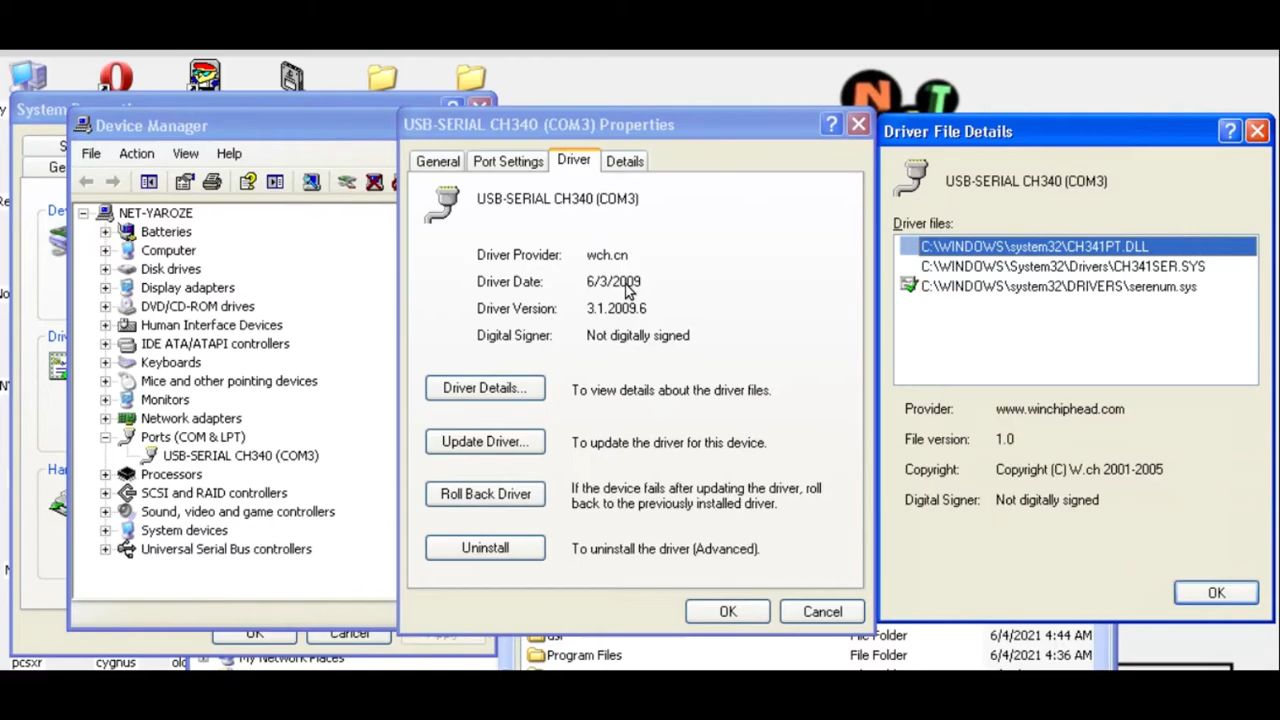 System
Device Manager
File Action View Help
NET-YAROZE
Batteries
Computer
Disk drives
Display adapters
DVD/CD-ROM drives
Human Interface Devices
IDE ATA/ATAPI controllers
Keyboards
Mice and other pointing devices
Monitors
Network adapters
Ports (COM & LPT)
USB-SERIAL CH340 (COM3)
Processors
SCSI and RAID controllers
Sound, video and game controllers
System devices
Universal Serial Bus controllers
USB-SERIAL CH340 (COM3) Properties
General Port Settings Driver Details
USB-SERIAL CH340 (COM3)
Driver Provider: wch.cn
Driver Date: 6/3/2009
Driver Version: 3.1.2009.6
Digital Signer: Not digitally signed
Driver Details... To view details about the driver files.
Update Driver... To update the driver for this device.
Roll Back Driver If the device fails after updating the driver, roll
back to the previously installed driver.
Uninstall To uninstall the driver (Advanced).
OK Cancel
Driver File Details
USB-SERIAL CH340 (COM3)
Driver files:
C:\WINDOWS\system32\CH341PT.DLL
C:\WINDOWS\System32\Drivers\CH341SER.SYS
C:\WINDOWS\system32\DRIVERS\serenum.sys
Provider: www.winchiphead.com
File version: 1.0
Copyright: Copyright (C) W.ch 2001-2005
Digital Signer: Not digitally signed
OK
N T
OK Cancel
File Folder 6/4/2021 4:44 AM
Program Files File Folder 6/4/2021 4:36 AM
My Network Places
pcsxr cygnus